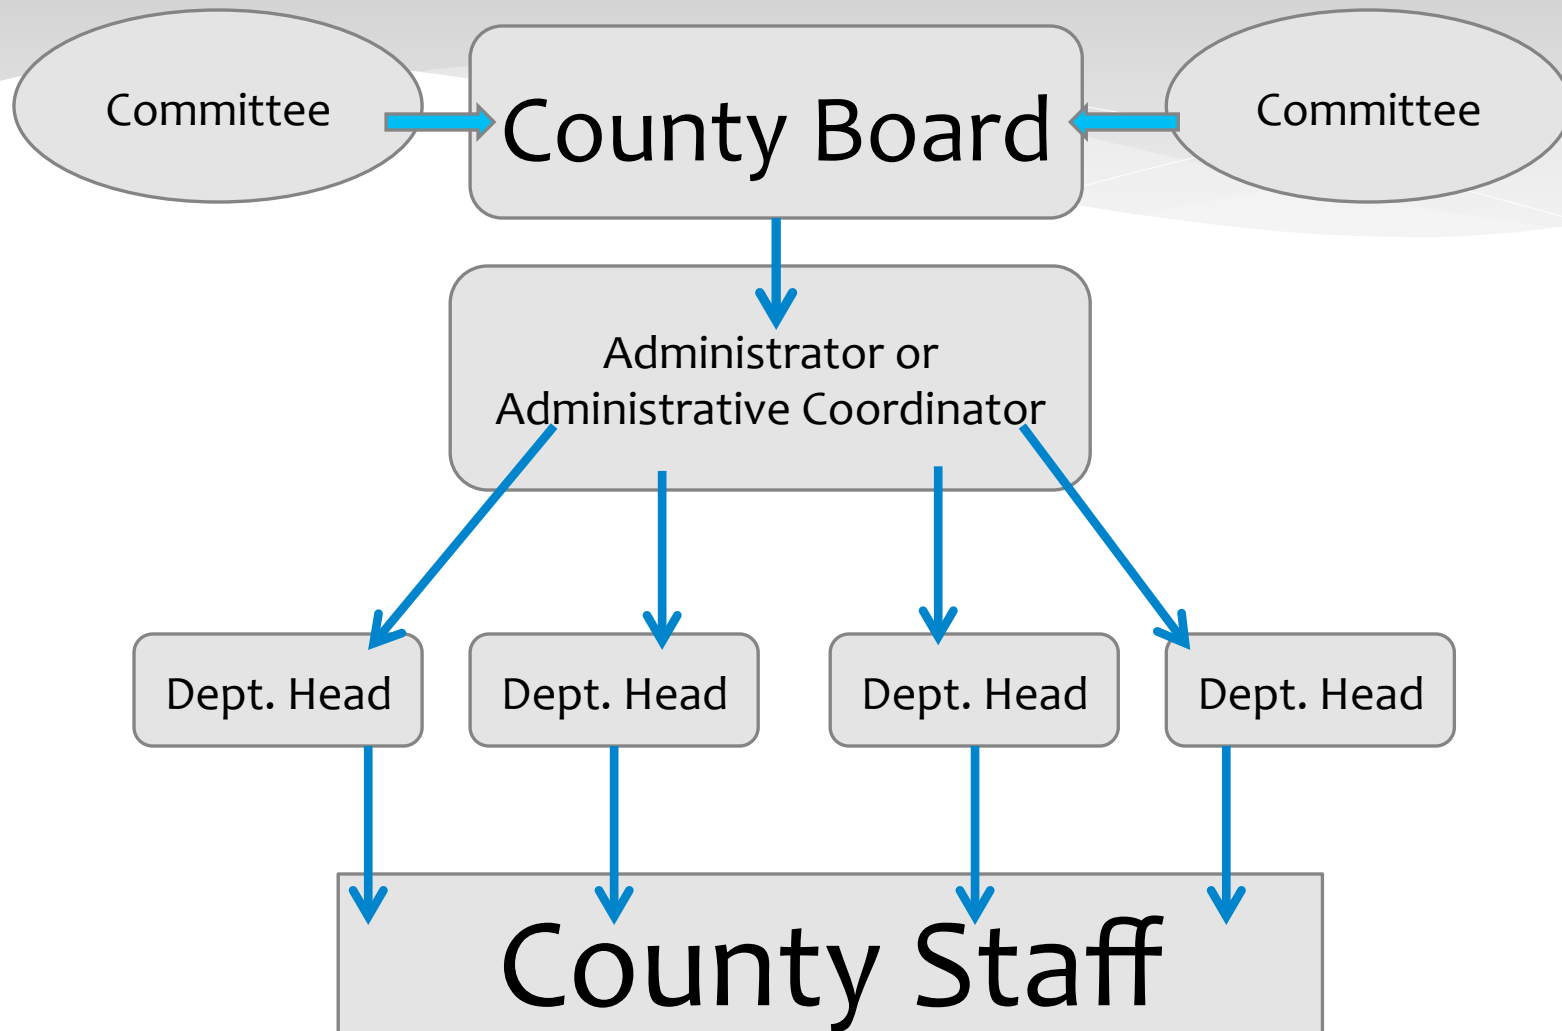 Committee
County Board
Committee
Administrator or
Administrative Coordinator
Dept. Head
Dept. Head
Dept. Head
Dept. Head
County Staff